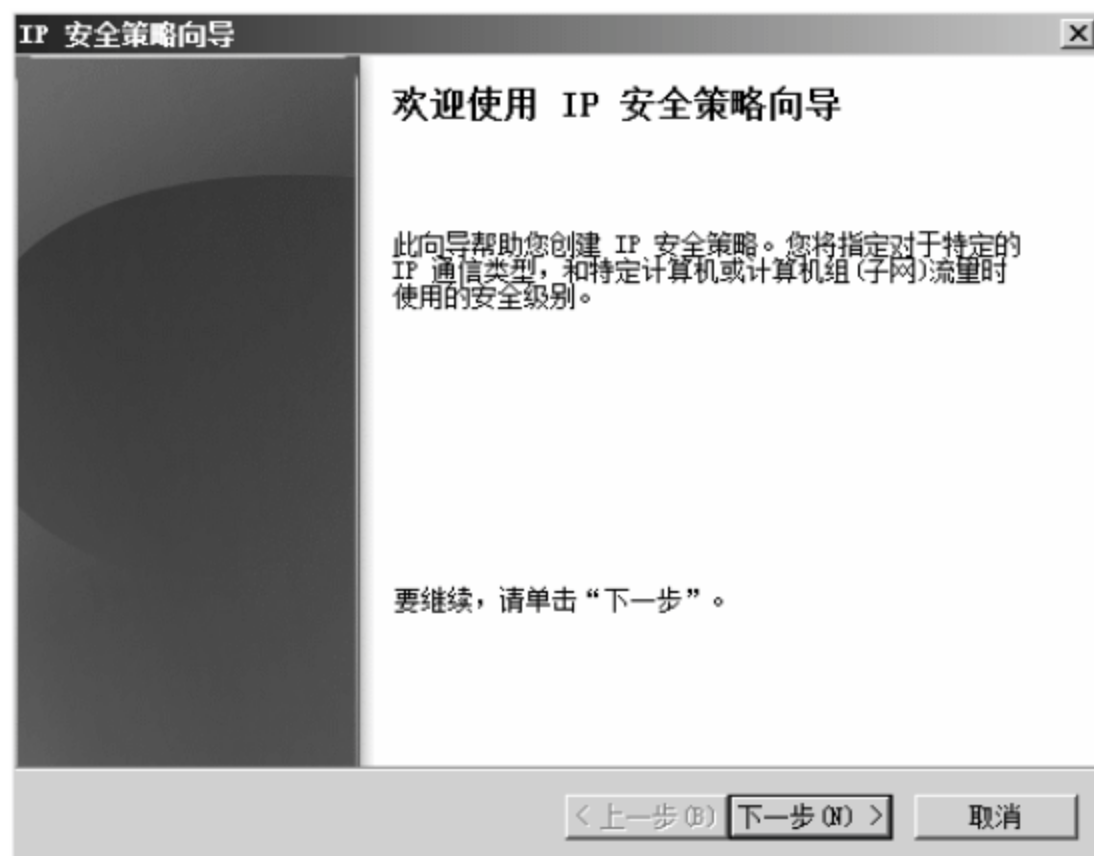 IP 安全策略向导
欢迎使用 IP 安全策略向导
此向导帮助您创建 IP 安全策略。您将指定对于特定的
IP 通信类型，和特定计算机或计算机组(子网)流量时
使用的安全级别。
要继续，请单击“下一步”。
< 上一步(B) 下一步(N) > 取消